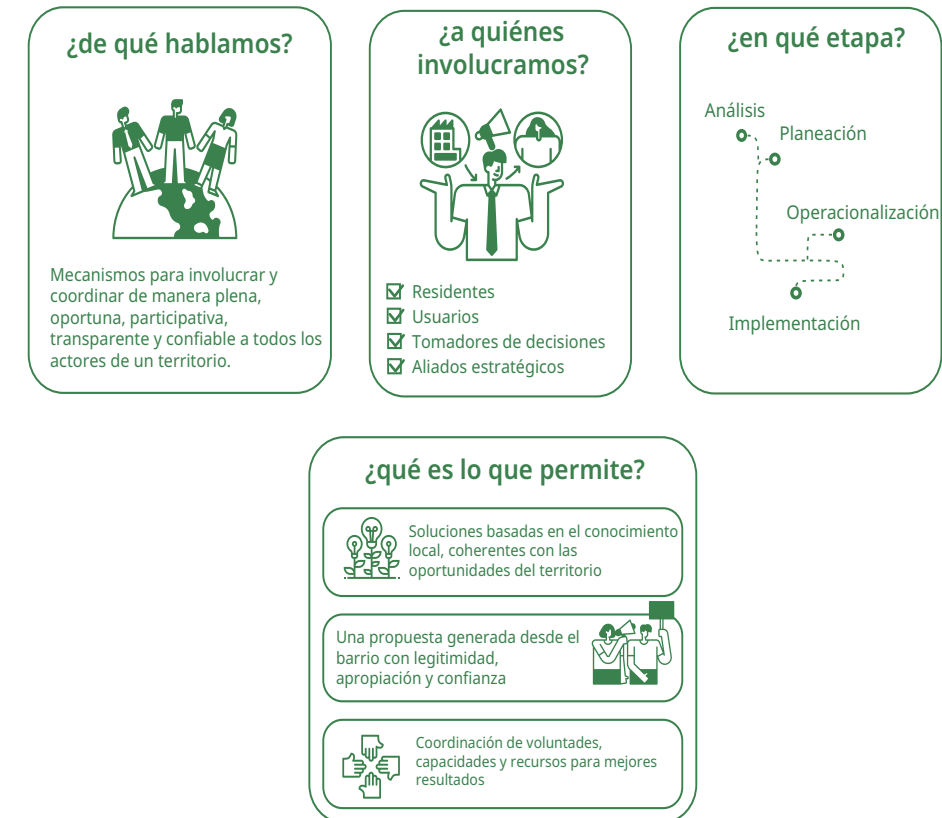 ¿de qué hablamos?
Mecanismos para involucrar y
coordinar de manera plena,
oportuna, participativa,
transparente y confiable a todos los
actores de un territorio.
¿a quiénes
involucramos?
Residentes
Usuarios
Tomadores de decisiones
Aliados estratégicos
¿en qué etapa?
Análisis
Planeación
Operacionalización
Implementación
¿qué es lo que permite?
Soluciones basadas en el conocimiento
local, coherentes con las
oportunidades del territorio
Una propuesta generada desde el
barrio con legitimidad,
apropiación y confianza
Coordinación de voluntades,
capacidades y recursos para mejores
resultados